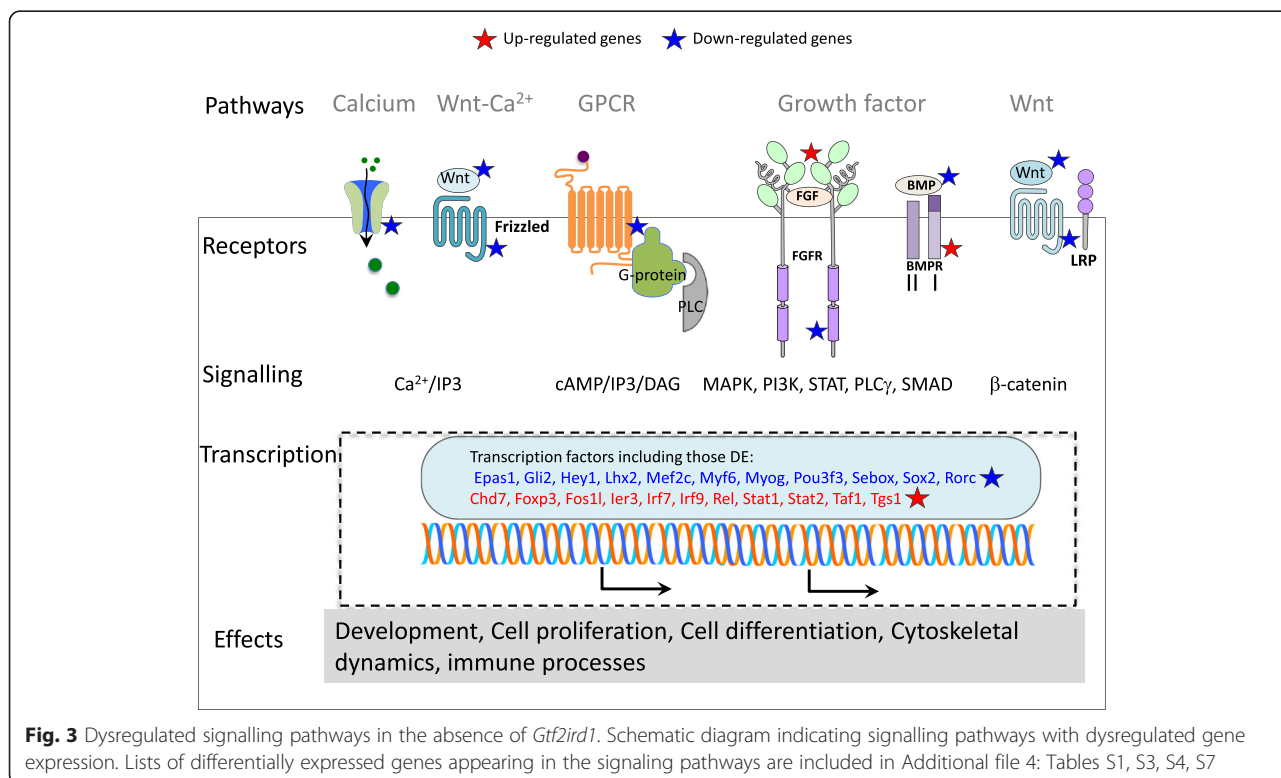 Up-regulated genes Down-regulated genes
Pathways Calcium Wnt-Ca²⁺ GPCR Growth factor Wnt
Wnt
FGF
BMP
Wnt
Receptors
Frizzled
G-protein
PLC
FGFR
BMPR
II I
LRP
Signalling
Ca²⁺/IP3 cAMP/IP3/DAG MAPK, PI3K, STAT, PLCγ, SMAD β-catenin
Transcription
Transcription factors including those DE:
Epas1, Gli2, Hey1, Lhx2, Mef2c, Myf6, Myog, Pou3f3, Sebox, Sox2, Rorc
Chd7, Foxp3, Fos1l, Ier3, Irf7, Irf9, Rel, Stat1, Stat2, Taf1, Tgs1
Effects
Development, Cell proliferation, Cell differentiation, Cytoskeletal
dynamics, immune processes
Fig. 3 Dysregulated signalling pathways in the absence of Gtf2ird1. Schematic diagram indicating signalling pathways with dysregulated gene
expression. Lists of differentially expressed genes appearing in the signaling pathways are included in Additional file 4: Tables S1, S3, S4, S7